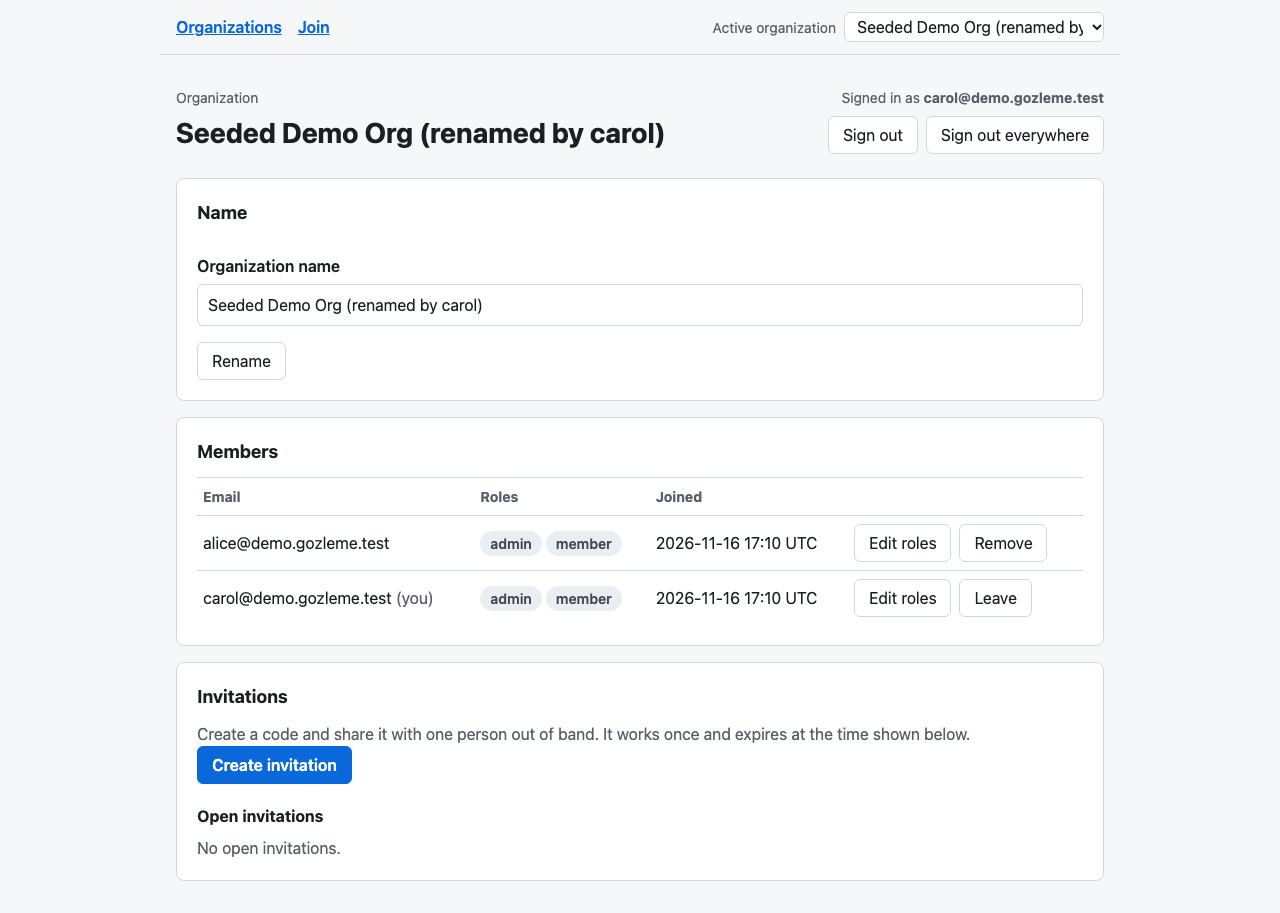 Organizations Join Active organization Seeded Demo Org (renamed by
Organization Signed in as carol@demo.gozleme.test
Seeded Demo Org (renamed by carol) Sign out Sign out everywhere
Name
Organization name
Seeded Demo Org (renamed by carol)
Rename
Members
Email Roles Joined
alice@demo.gozleme.test admin member 2026-11-16 17:10 UTC Edit roles Remove
carol@demo.gozleme.test (you) admin member 2026-11-16 17:10 UTC Edit roles Leave
Invitations
Create a code and share it with one person out of band. It works once and expires at the time shown below.
Create invitation
Open invitations
No open invitations.